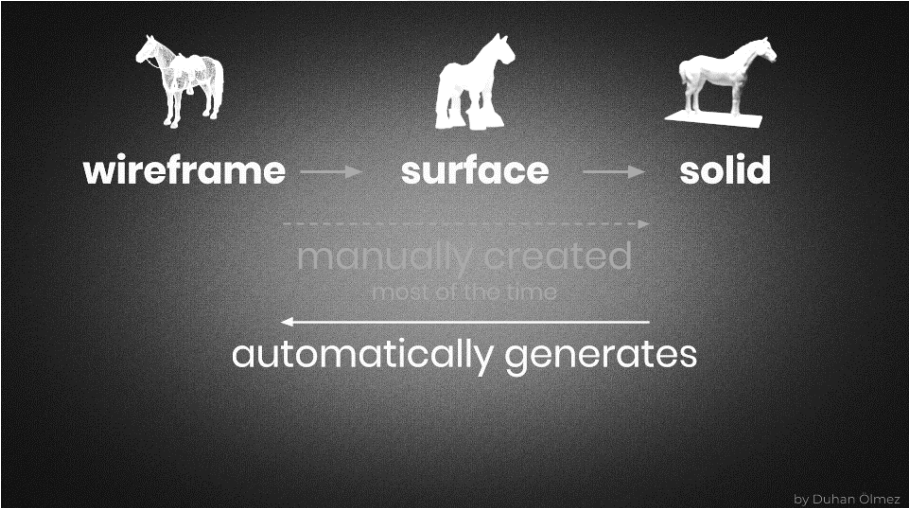 wireframe surface solid
manually created
most of the time
automatically generates
by Duhan Ölmez